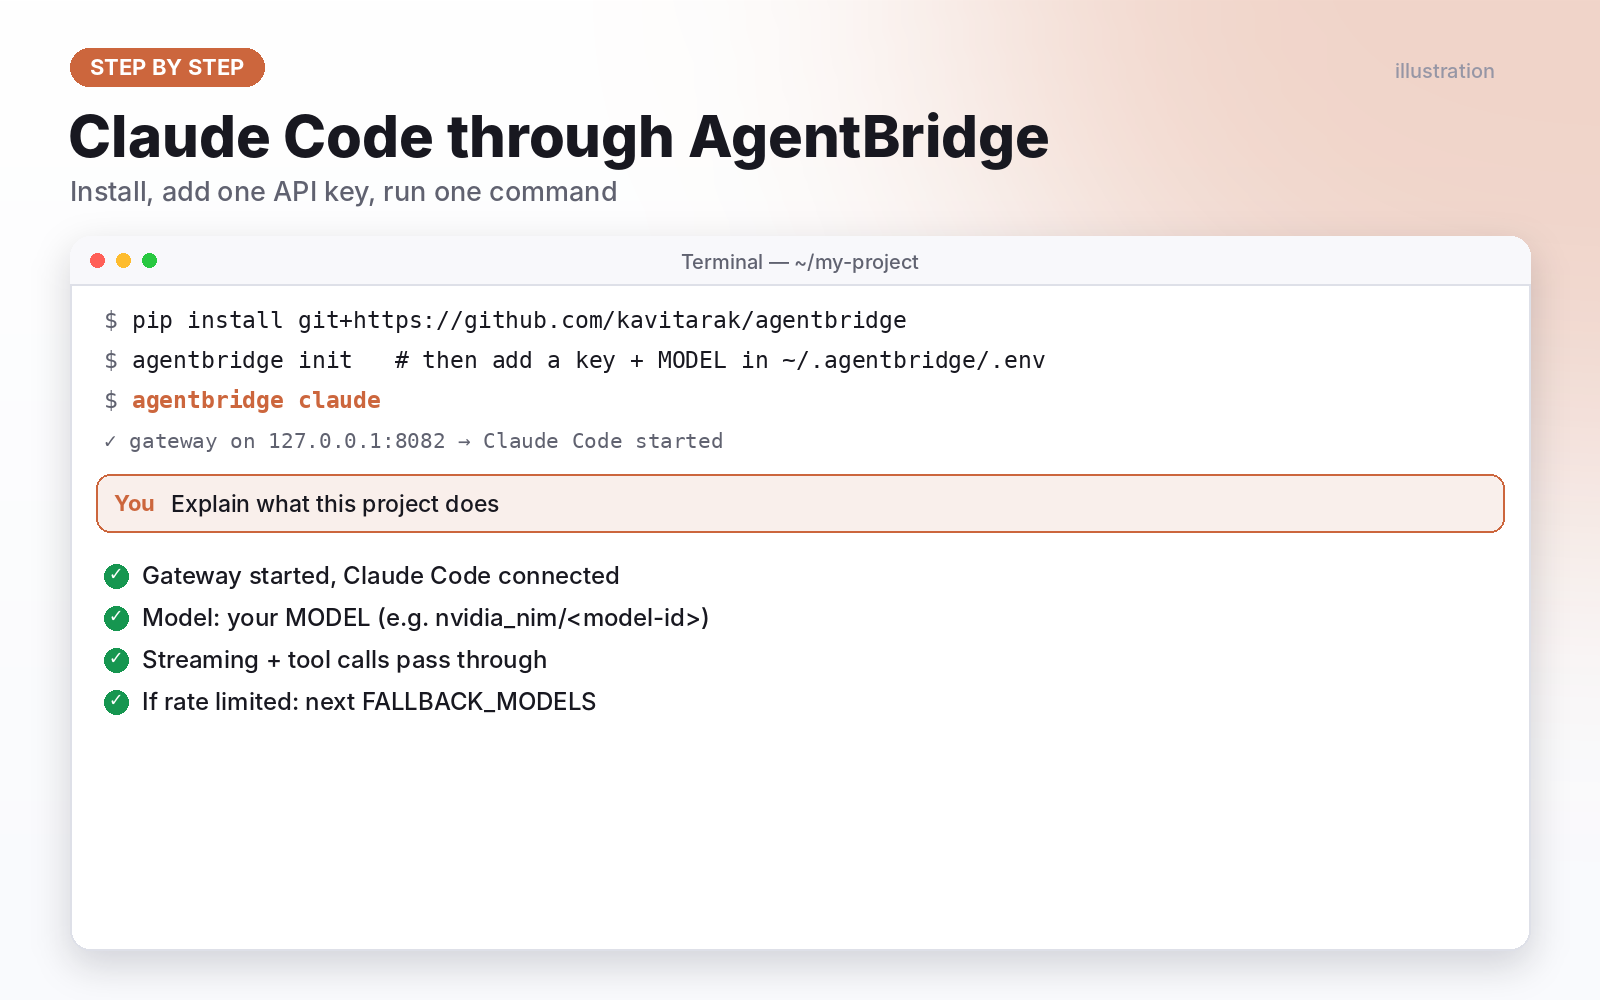 STEP BY STEP
illustration
Claude Code through AgentBridge
Install, add one API key, run one command
Terminal — ~/my-project
$ pip install git+https://github.com/kavitarak/agentbridge
$ agentbridge init   # then add a key + MODEL in ~/.agentbridge/.env
$ agentbridge claude
✓ gateway on 127.0.0.1:8082 → Claude Code started
You Explain what this project does
✓ Gateway started, Claude Code connected
✓ Model: your MODEL (e.g. nvidia_nim/<model-id>)
✓ Streaming + tool calls pass through
✓ If rate limited: next FALLBACK_MODELS